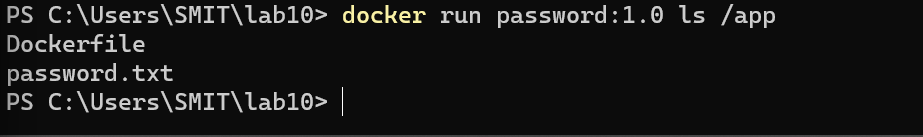 PS C:\Users\SMIT\lab10> docker run password:1.0 ls /app
Dockerfile
password.txt
PS C:\Users\SMIT\lab10>